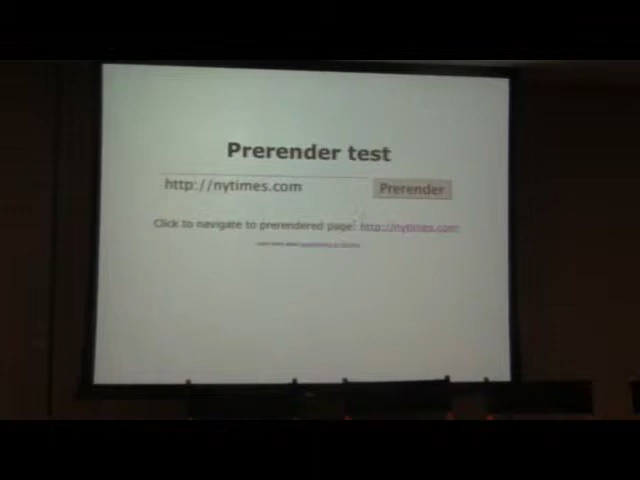 Prerender test
http://nytimes.com Prerender
Click to navigate to prerendered page: http://nytimes.com